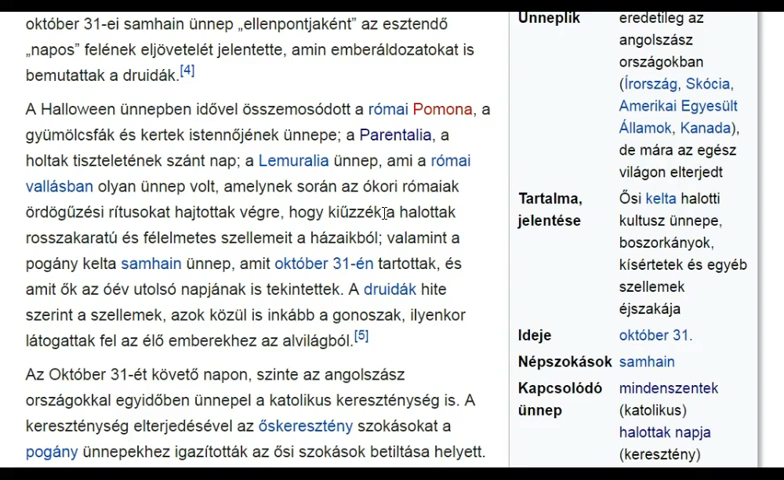 október 31-ei samhain ünnep „ellenpontjaként” az esztendő
„napos” felének eljövetelét jelentette, amin emberáldozatokat is
bemutattak a druidák.[4]
A Halloween ünnepben idővel összemosódott a római Pomona, a
gyümölcsfák és kertek istennőjének ünnepe; a Parentalia, a
holtak tiszteletének szánt nap; a Lemuralia ünnep, ami a római
vallásban olyan ünnep volt, amelynek során az ókori rómaiak
ördögűzési rítusokat hajtottak végre, hogy kiűzzék a halottak
rosszakaratú és félelmetes szellemeit a házaikból; valamint a
pogány kelta samhain ünnep, amit október 31-én tartottak, és
amit ők az óév utolsó napjának is tekintettek. A druidák hite
szerint a szellemek, azok közül is inkább a gonoszak, ilyenkor
látogattak fel az élő emberekhez az alvilágból.[5]
Az Október 31-ét követő napon, szinte az angolszász
országokkal egyidőben ünnepel a katolikus kereszténység is. A
kereszténység elterjedésével az őskeresztény szokásokat a
pogány ünnepekhez igazították az ősi szokások betiltása helyett.
Ünneplik
eredetileg az
angolszász
országokban
(Írország, Skócia,
Amerikai Egyesült
Államok, Kanada),
de mára az egész
világon elterjedt
Tartalma,
jelentése
Ősi kelta halotti
kultusz ünnepe,
boszorkányok,
kísértetek és egyéb
szellemek
éjszakája
Ideje
október 31.
Népszokások
samhain
Kapcsolódó
ünnep
mindenszentek
(katolikus)
halottak napja
(keresztény)